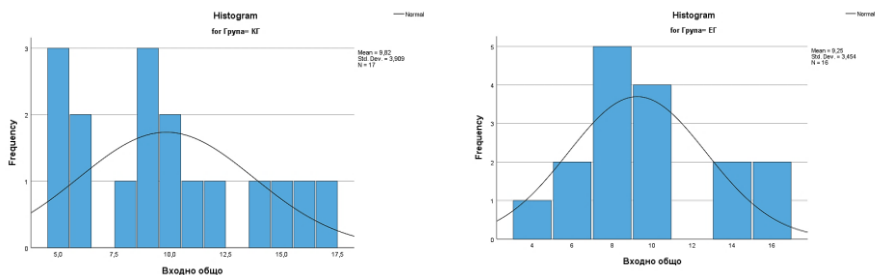 Histogram
for Група= КГ
Normal
Mean = 9,82
Std. Dev. = 3,909
N = 17
Frequency
3
2
1
0
5,0 7,5 10,0 12,5 15,0 17,5
Входно общо
Histogram
for Група= ЕГ
Normal
Mean = 9,25
Std. Dev. = 3,454
N = 16
Frequency
5
4
3
2
1
0
4 6 8 10 12 14 16
Входно общо